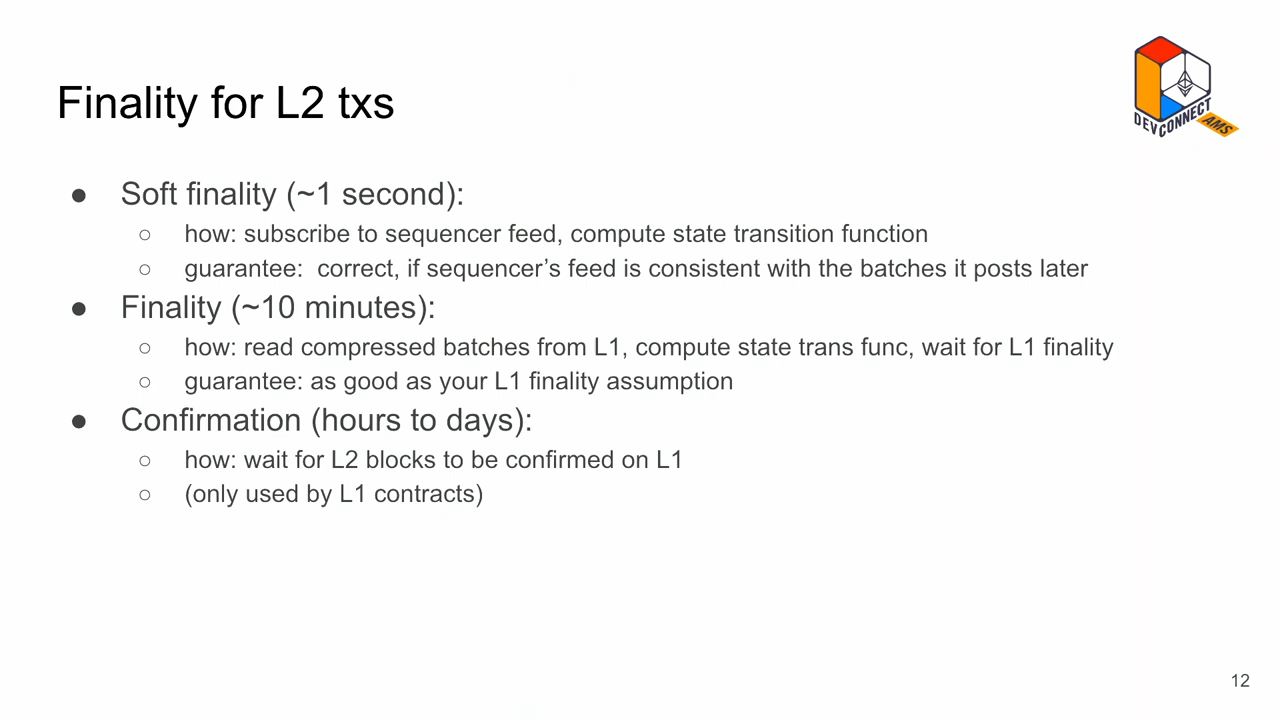 Finality for L2 txs
DEVCONNECT
AMS
● Soft finality (~1 second):
○ how: subscribe to sequencer feed, compute state transition function
○ guarantee:  correct, if sequencer’s feed is consistent with the batches it posts later
● Finality (~10 minutes):
○ how: read compressed batches from L1, compute state trans func, wait for L1 finality
○ guarantee: as good as your L1 finality assumption
● Confirmation (hours to days):
○ how: wait for L2 blocks to be confirmed on L1
○ (only used by L1 contracts)
12